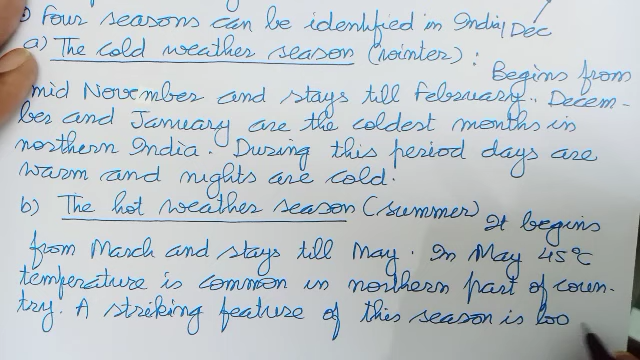 Four seasons can be identified in India, Dec
a) The cold weather season (winter) :
Begins from
mid November and stays till February. Decem-
ber and January are the coldest months in
northern India. During this period days are
warm and nights are cold.
b) The hot weather season (summer) It begins
from March and stays till May. In May 45°C
temperature is common in northern part of coun-
try. A striking feature of this season is loo